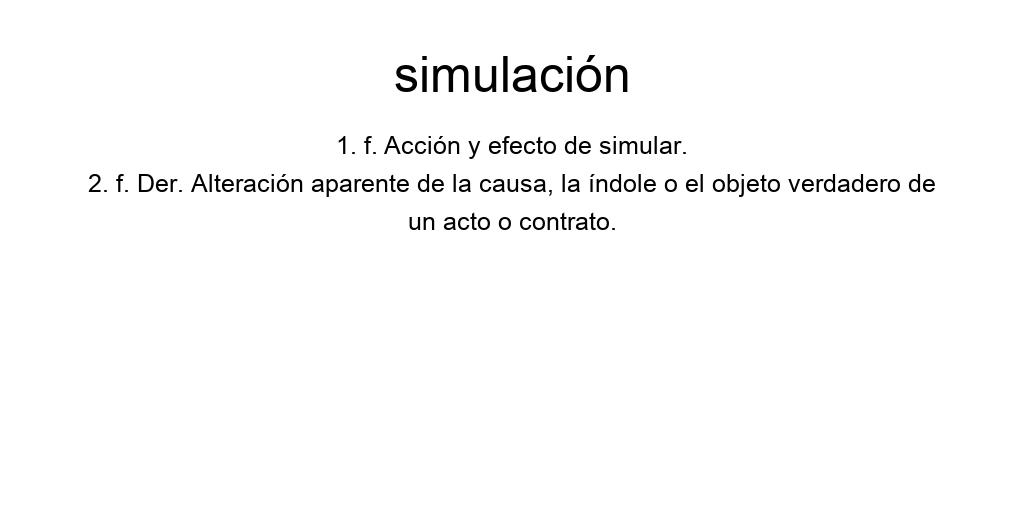 simulación
1. f. Acción y efecto de simular.
2. f. Der. Alteración aparente de la causa, la índole o el objeto verdadero de
un acto o contrato.